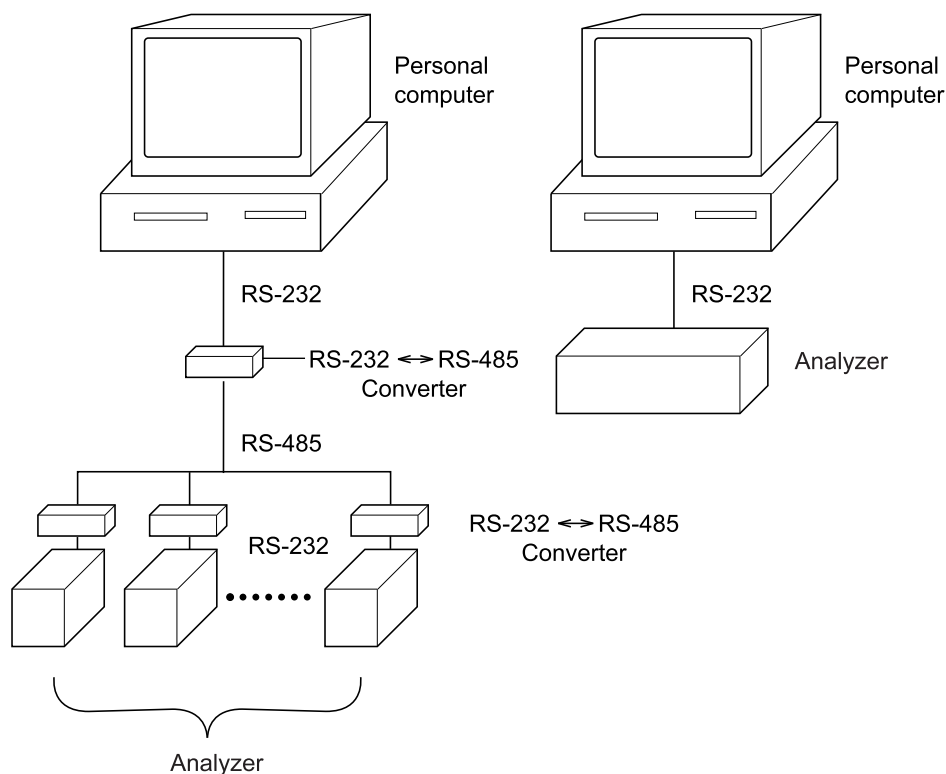 Personal
computer
RS-232
RS-232 ↔ RS-485
Converter
RS-485
RS-232
RS-232 ↔ RS-485
Converter
Analyzer
Personal
computer
RS-232
Analyzer